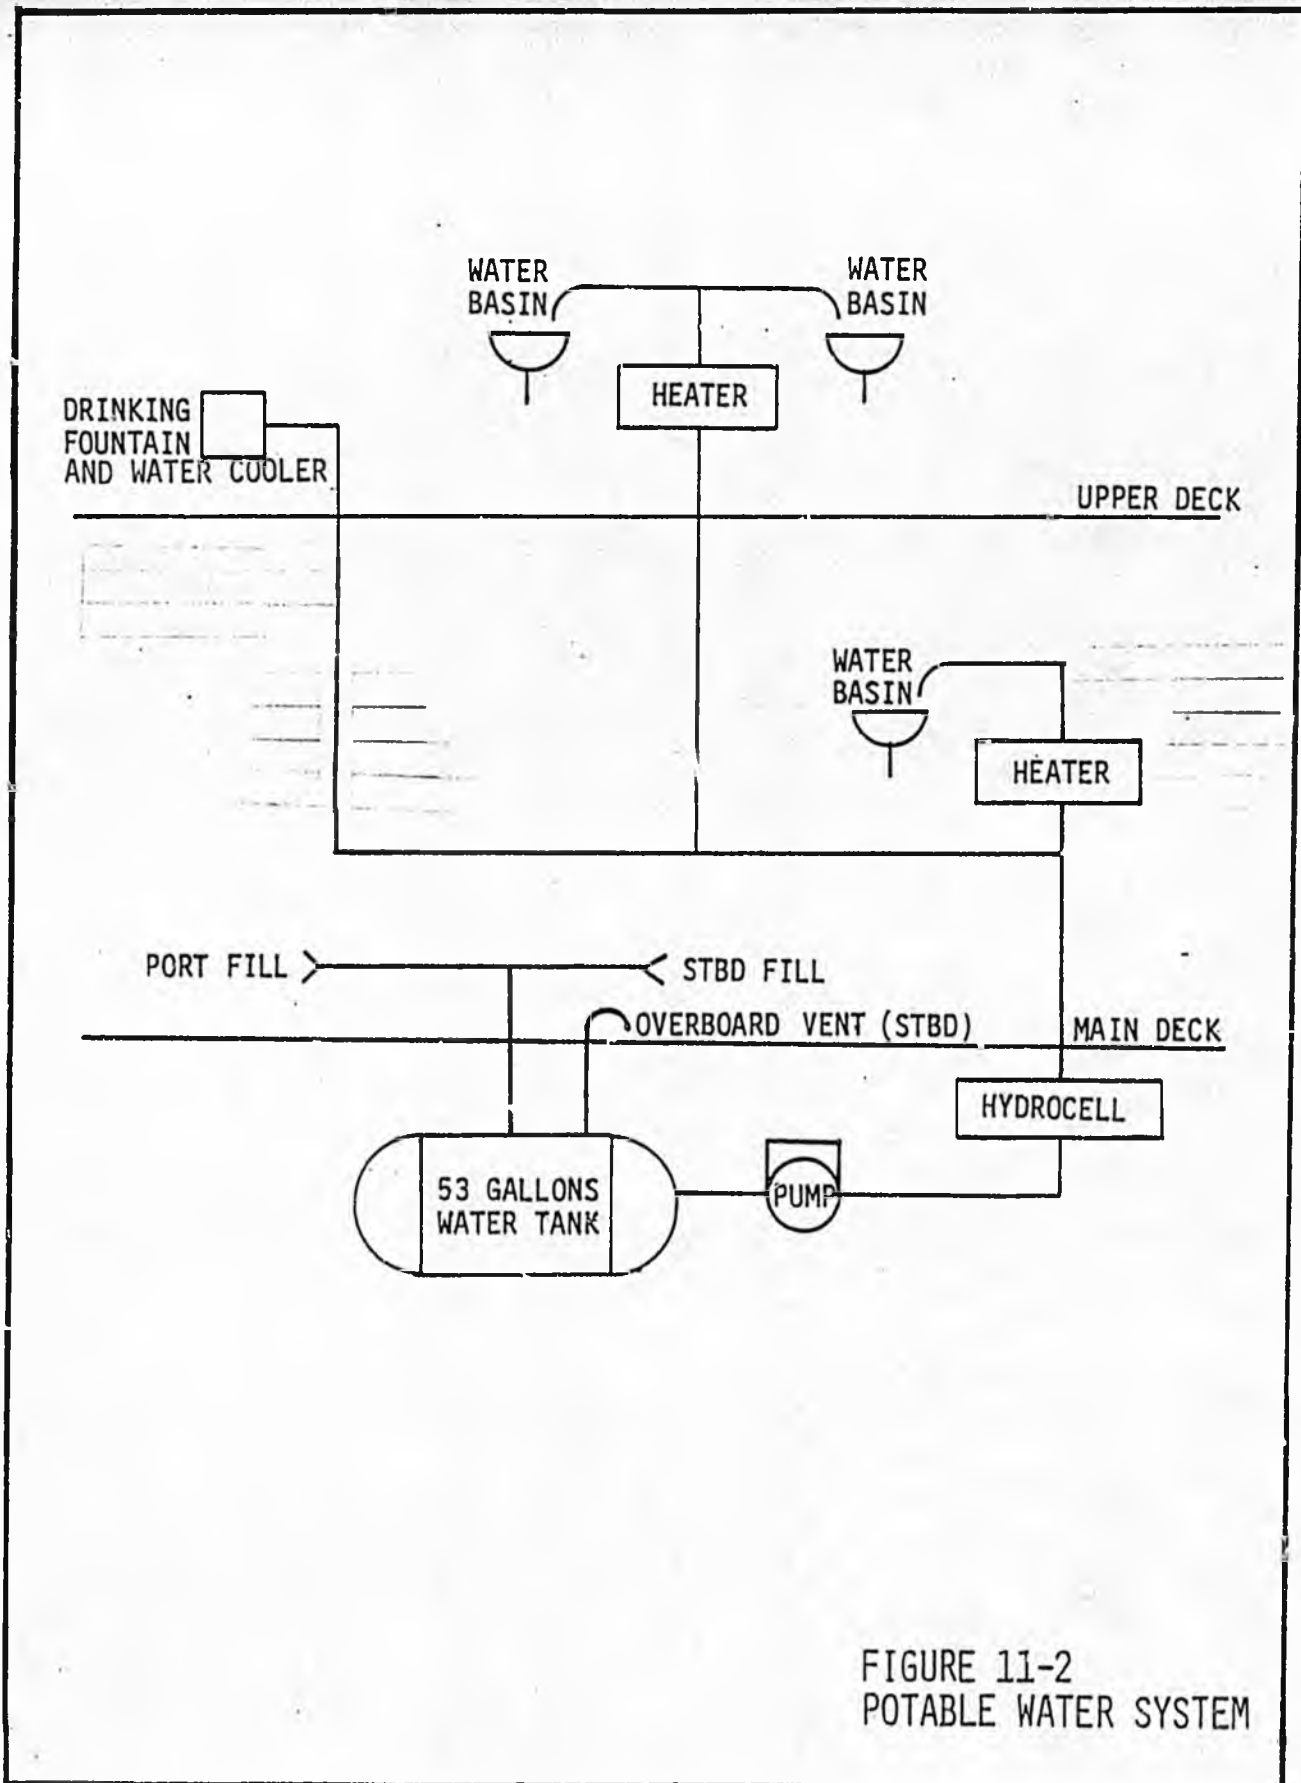 WATER
BASIN
WATER
BASIN
HEATER
DRINKING
FOUNTAIN
AND WATER COOLER
UPPER DECK
WATER
BASIN
HEATER
PORT FILL
STBD FILL
OVERBOARD VENT (STBD)
MAIN DECK
HYDROCELL
53 GALLONS
WATER TANK
PUMP
FIGURE 11-2
POTABLE WATER SYSTEM